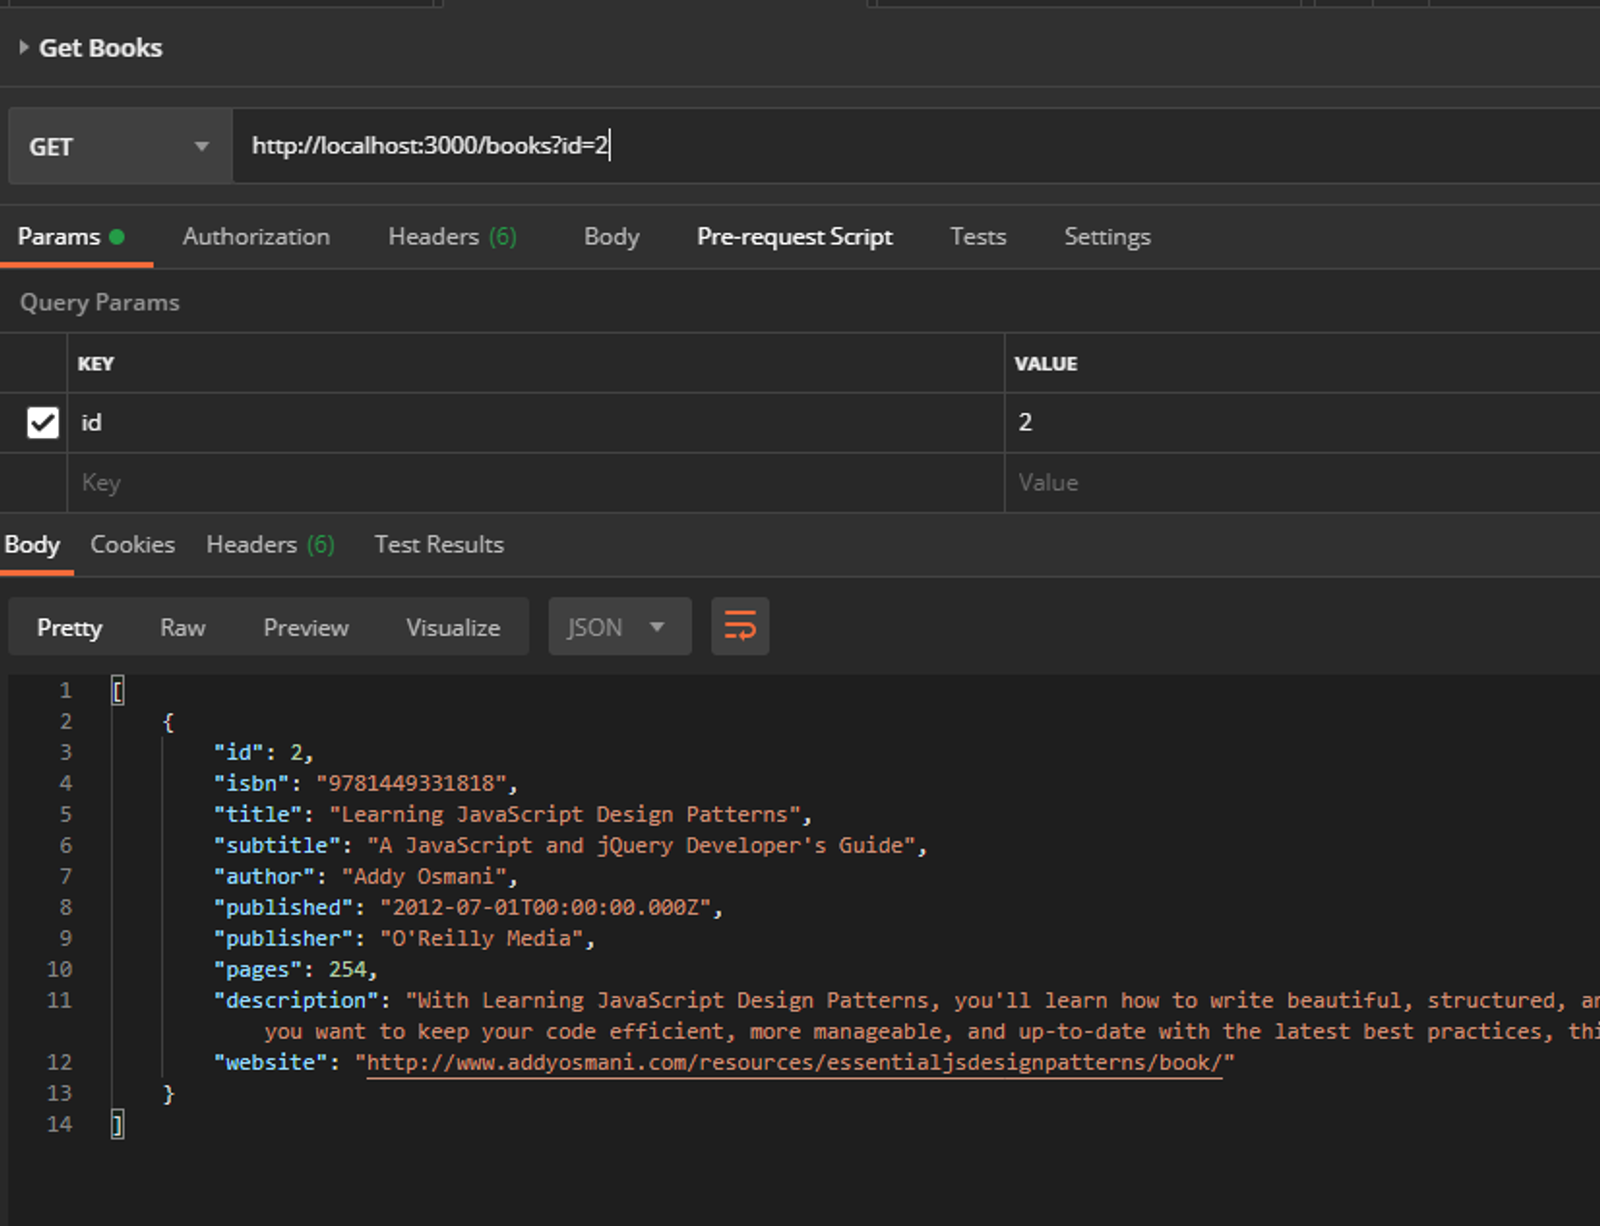 Get Books
GET http://localhost:3000/books?id=2
Params Authorization Headers (6) Body Pre-request Script Tests Settings
Query Params
KEY VALUE
id 2
Key Value
Body Cookies Headers (6) Test Results
Pretty Raw Preview Visualize JSON
1 [
2 {
3 "id": 2,
4 "isbn": "9781449331818",
5 "title": "Learning JavaScript Design Patterns",
6 "subtitle": "A JavaScript and jQuery Developer's Guide",
7 "author": "Addy Osmani",
8 "published": "2012-07-01T00:00:00.000Z",
9 "publisher": "O'Reilly Media",
10 "pages": 254,
11 "description": "With Learning JavaScript Design Patterns, you'll learn how to write beautiful, structured,
you want to keep your code efficient, more manageable, and up-to-date with the latest best practices,
12 "website": "http://www.addyosmani.com/resources/essentialjsdesignpatterns/book/"
13 }
14 ]